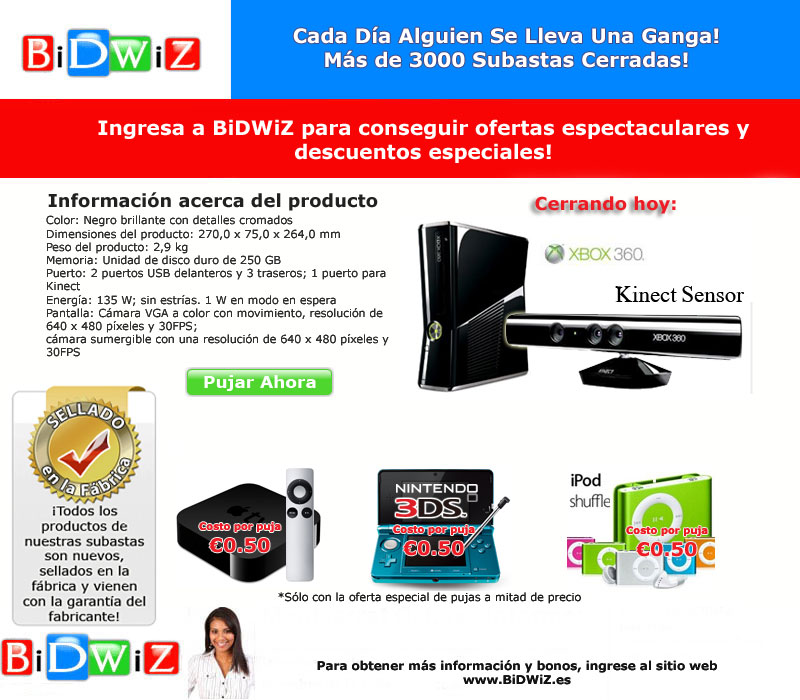 BiDWiZ
Cada Día Alguien Se Lleva Una Ganga!
Más de 3000 Subastas Cerradas!
Ingresa a BiDWiZ para conseguir ofertas espectaculares y
descuentos especiales!
Información acerca del producto
Color: Negro brillante con detalles cromados
Dimensiones del producto: 270,0 x 75,0 x 264,0 mm
Peso del producto: 2,9 kg
Memoria: Unidad de disco duro de 250 GB
Puerto: 2 puertos USB delanteros y 3 traseros; 1 puerto para
Kinect
Energía: 135 W; sin estrías. 1 W en modo en espera
Pantalla: Cámara VGA a color con movimiento, resolución de
640 x 480 píxeles y 30FPS;
cámara sumergible con una resolución de 640 x 480 píxeles y
30FPS
Pujar Ahora
Cerrando hoy:
XBOX 360.
Kinect Sensor
XBOX360
KINECT
SELLADO
en la Fábrica
¡Todos los
productos de
nuestras subastas
son nuevos,
sellados en la
fábrica y vienen
con la garantía del
fabricante!
tv
Costo por puja
€0.50
NINTENDO
3DS.
Costo por puja
€0.50
iPod
shuffle
Costo por puja
€0.50
*Sólo con la oferta especial de pujas a mitad de precio
BiDWiZ
Para obtener más información y bonos, ingrese al sitio web
www.BiDWiZ.es